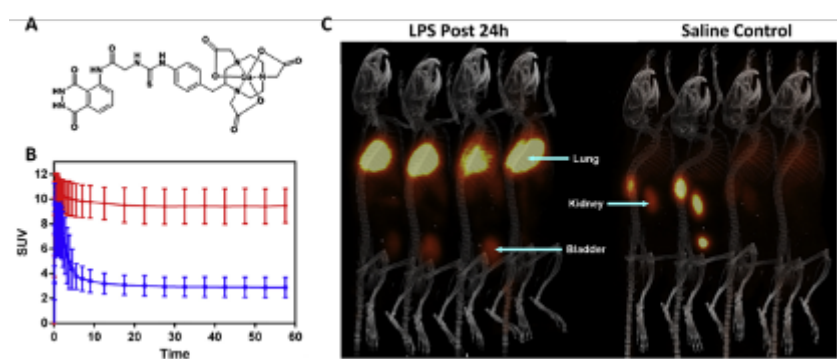 A
C
LPS Post 24h
Saline Control
B
Lung
Kidney
Bladder
SUV
12
10
8
6
4
2
0
0 10 20 30 40 50 60
Time